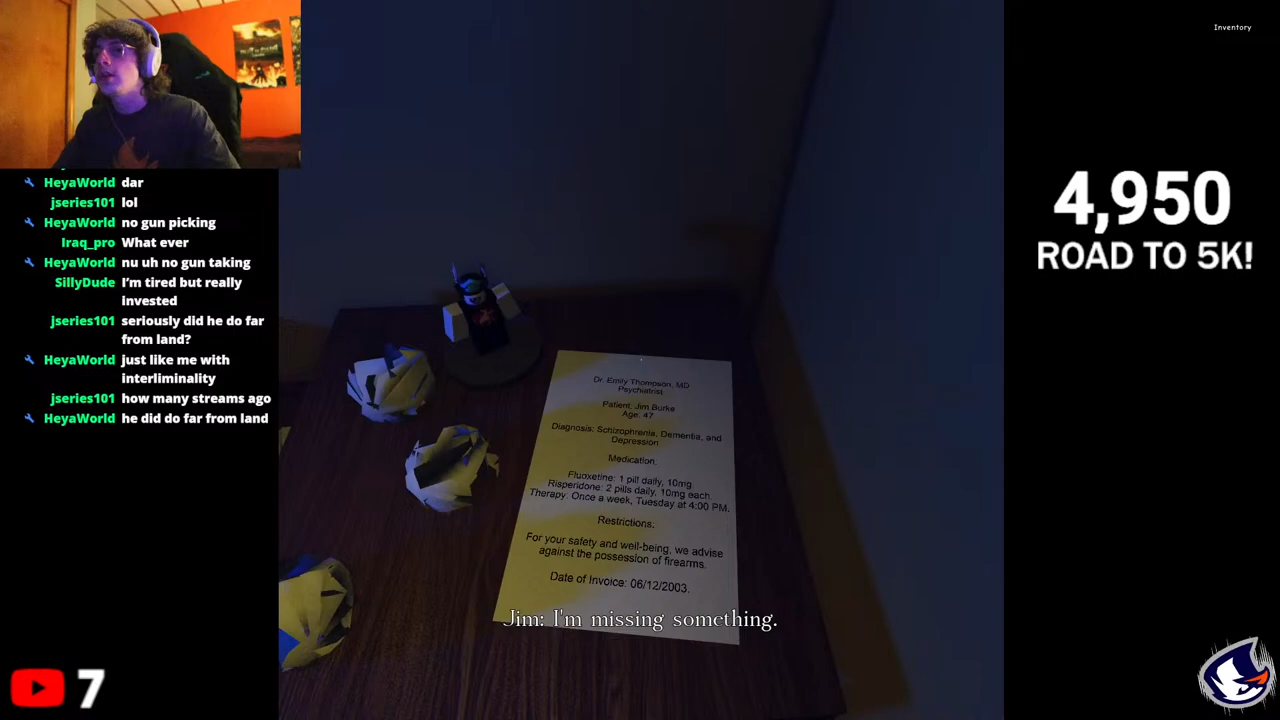 Inventory
HeyaWorld dar
jseries101 lol
HeyaWorld no gun picking
Iraq_pro What ever
HeyaWorld nu uh no gun taking
SillyDude I'm tired but really
invested
jseries101 seriously did he do far
from land?
HeyaWorld just like me with
interliminality
jseries101 how many streams ago
HeyaWorld he did do far from land
7
Dr. Emily Thompson, MD
Psychiatrist
Patient: Jim Burke
Age: 47
Diagnosis: Schizophrenia, Dementia, and
Depression
Medication:
Fluoxetine: 1 pill daily, 10mg
Risperidone: 2 pills daily, 10mg each.
Therapy: Once a week, Tuesday at 4:00 PM.
Restrictions:
For your safety and well-being, we advise
against the possession of firearms.
Date of Invoice: 06/12/2003.
Jim: I'm missing something.
4,950
ROAD TO 5K!